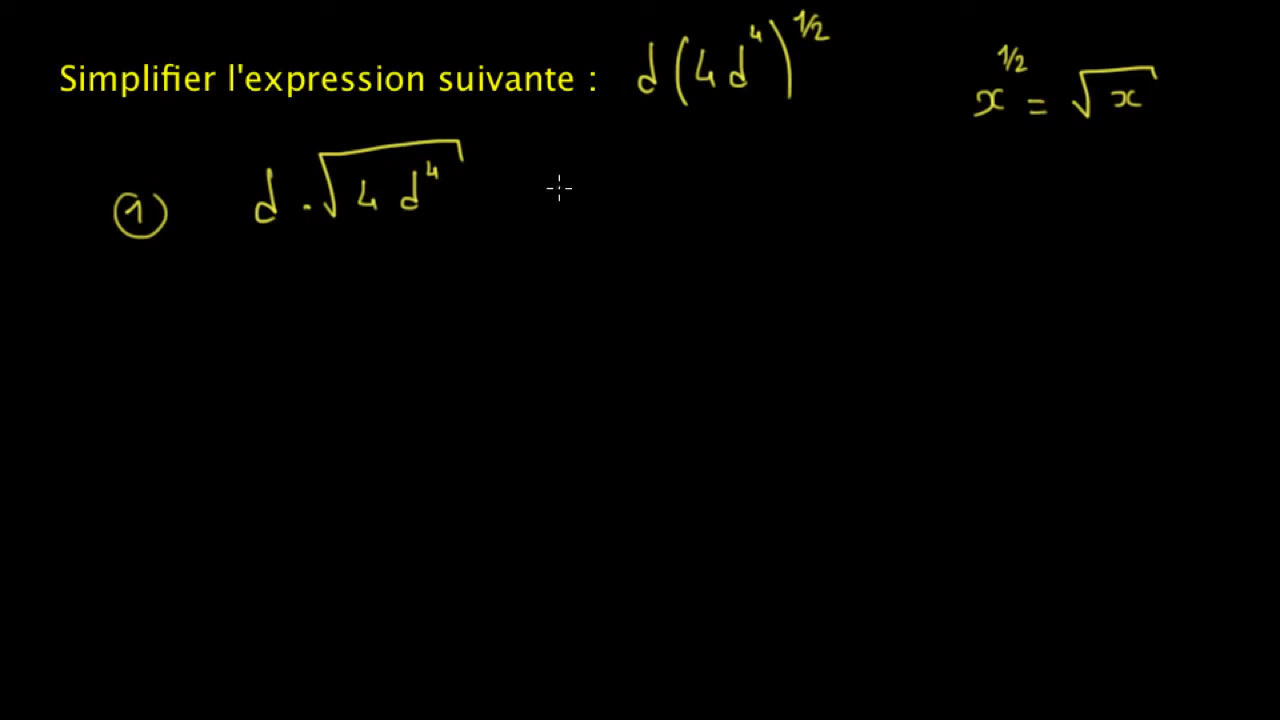 Simplifier l'expression suivante : d(4d⁴)^1/2
x^1/2 = √x
① d . √4d⁴